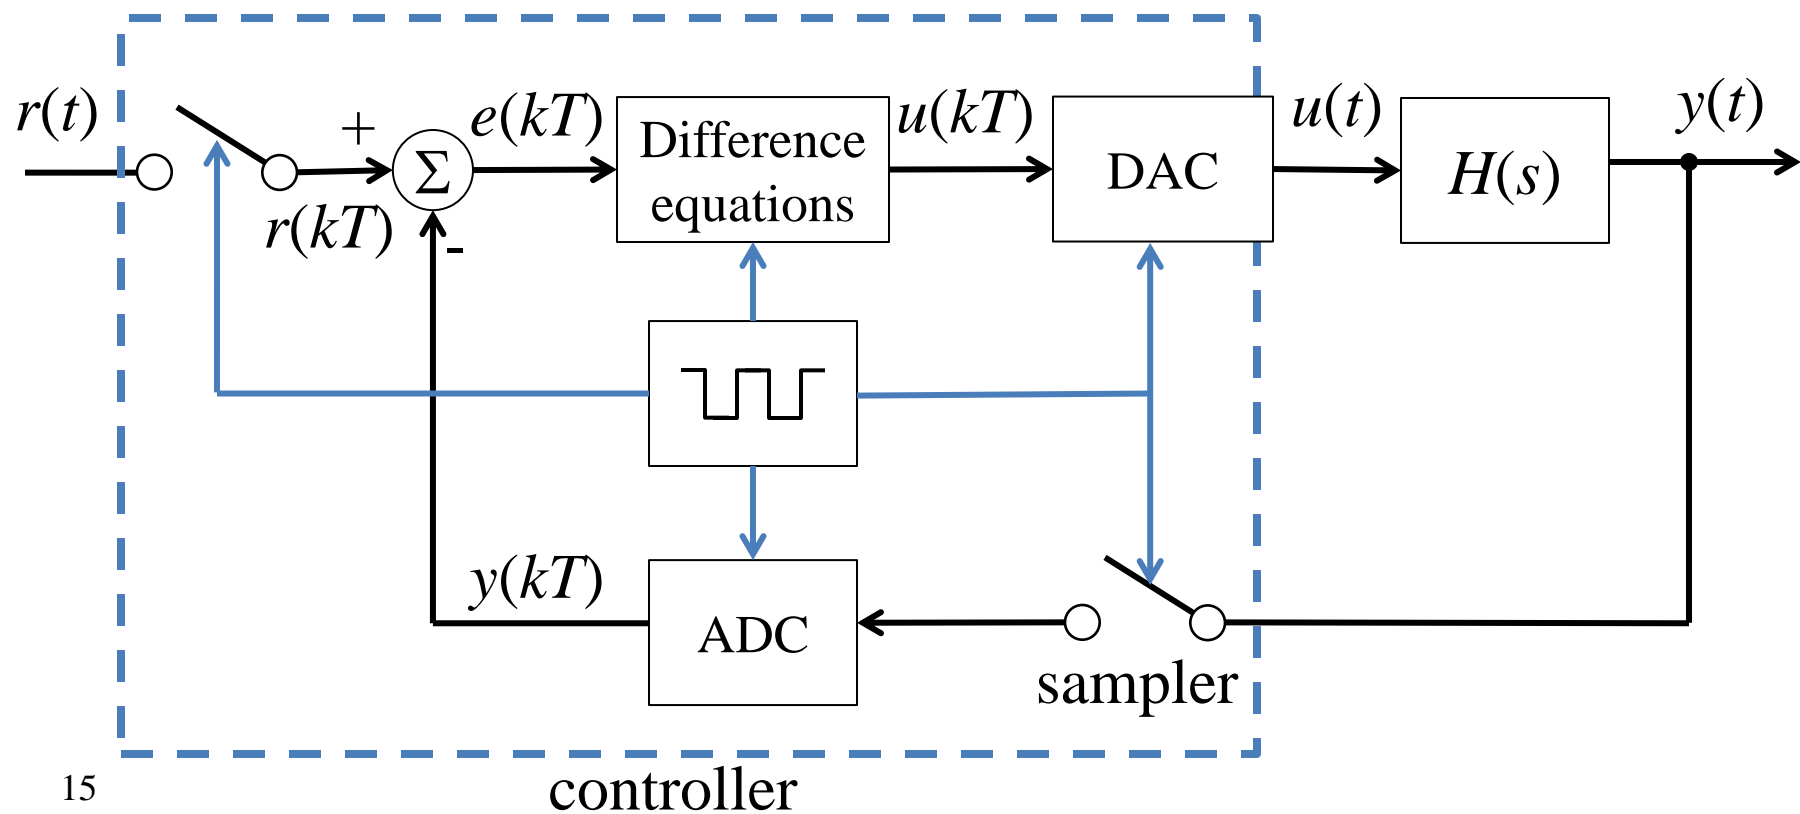 r(t)
+
r(kT)
-
Σ
e(kT)
Difference
equations
u(kT)
DAC
u(t)
H(s)
y(t)
y(kT)
ADC
sampler
controller
15